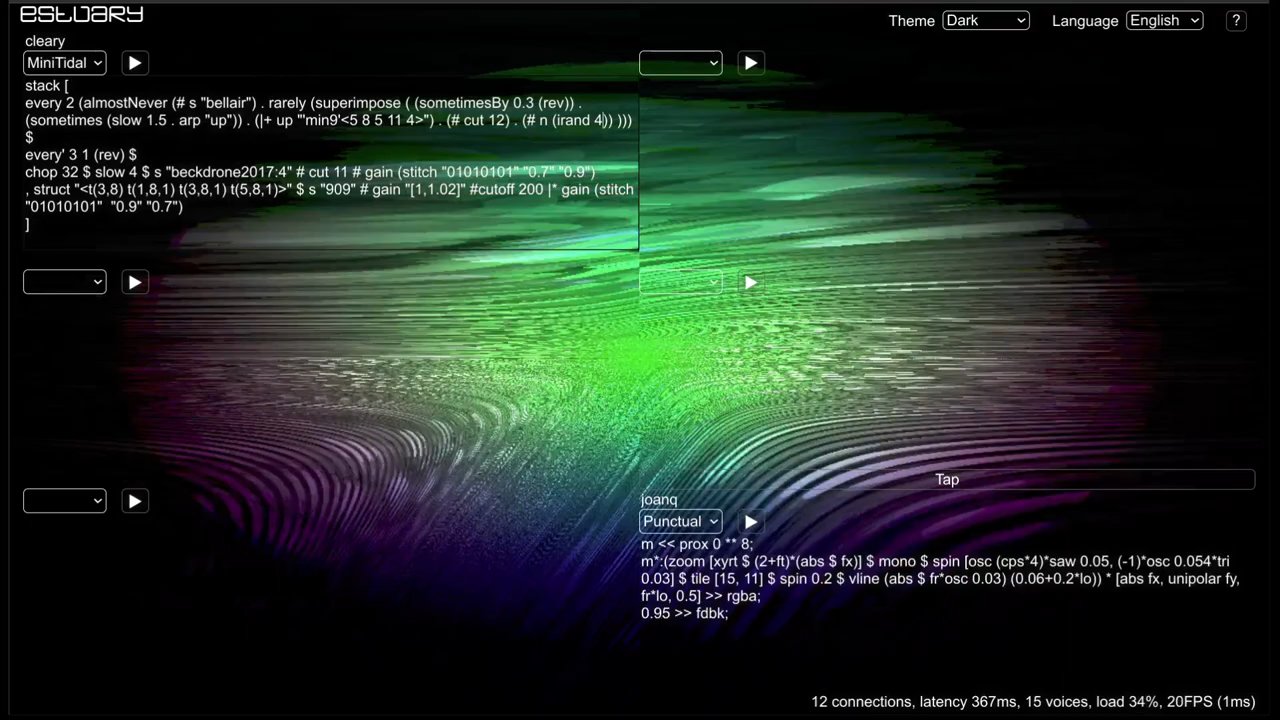 estuary
Theme Dark Language English ?
cleary
MiniTidal
stack [
every 2 (almostNever (# s "bellair") . rarely (superimpose ( (sometimesBy 0.3 (rev)) .
(sometimes (slow 1.5 . arp "up")) . (|+ up "'min9'<5 8 5 11 4>") . (# cut 12) . (# n (irand 4)) )))
$
every' 3 1 (rev) $
chop 32 $ slow 4 $ s "beckdrone2017:4" # cut 11 # gain (stitch "01010101" "0.7" "0.9")
, struct "<t(3,8) t(1,8,1) t(3,8,1) t(5,8,1)>" $ s "909" # gain "[1,1.02]" #cutoff 200 |* gain (stitch
"01010101"  "0.9" "0.7")
]
Tap
joanq
Punctual
m << prox 0 ** 8;
m*:(zoom [xyrt $ (2+ft)*(abs $ fx)] $ mono $ spin [osc (cps*4)*saw 0.05, (-1)*osc 0.054*tri
0.03] $ tile [15, 11] $ spin 0.2 $ vline (abs $ fr*osc 0.03) (0.06+0.2*lo)) * [abs fx, unipolar fy,
fr*lo, 0.5] >> rgba;
0.95 >> fdbk;
12 connections, latency 367ms, 15 voices, load 34%, 20FPS (1ms)